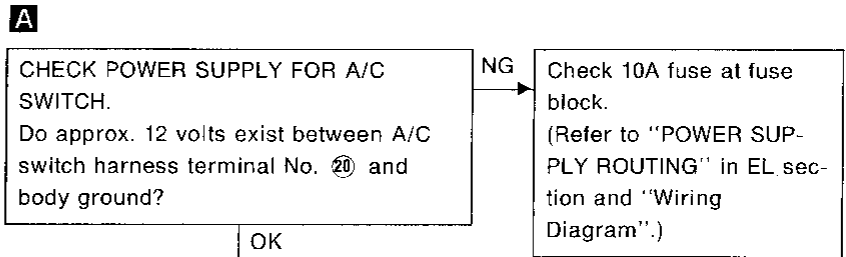 A
CHECK POWER SUPPLY FOR A/C
SWITCH.
Do approx. 12 volts exist between A/C
switch harness terminal No. ⑳ and
body ground?
NG
Check 10A fuse at fuse
block.
(Refer to "POWER SUP-
PLY ROUTING" in EL section and "Wiring
Diagram".)
OK